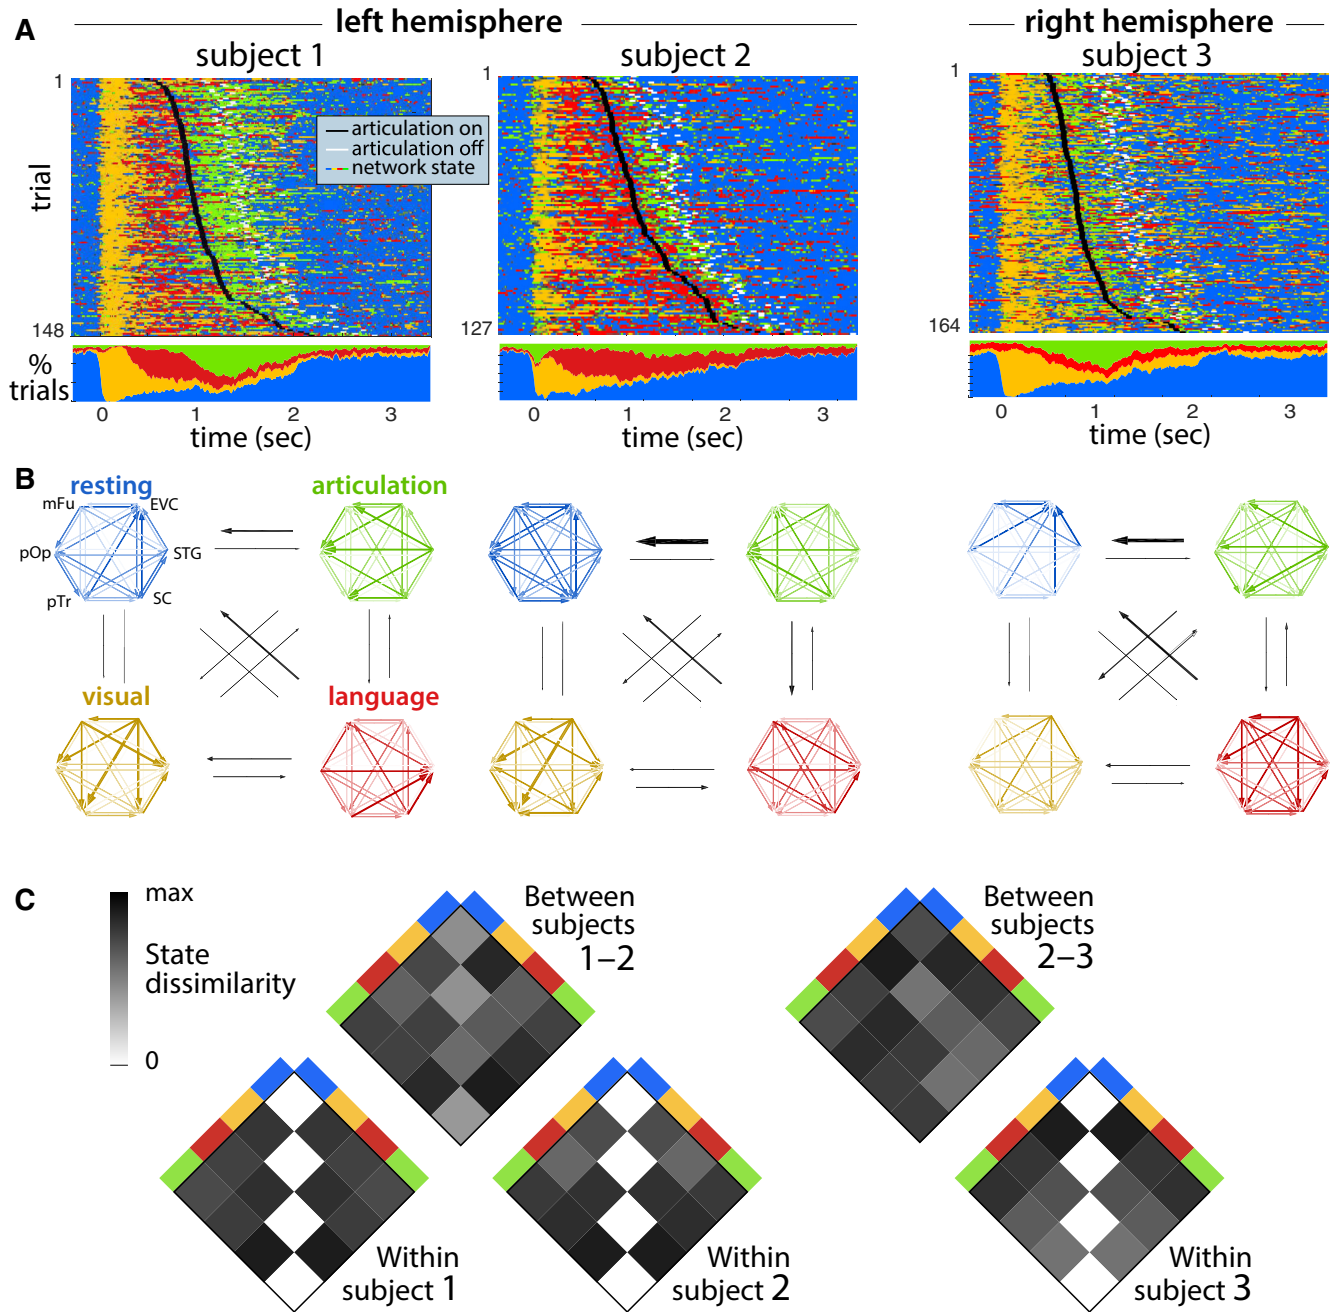 A
left hemisphere
right hemisphere
subject 1
subject 2
subject 3
1
1
1
articulation on
articulation off
network state
trial
148
127
164
%
trials
0 1 2 3
0 1 2 3
0 1 2 3
time (sec)
time (sec)
time (sec)
B
resting
articulation
mFu
EVC
pOp
STG
pTr
SC
visual
language
C
max
State
dissimilarity
0
Between
subjects
1–2
Between
subjects
2–3
Within
subject 1
Within
subject 2
Within
subject 3